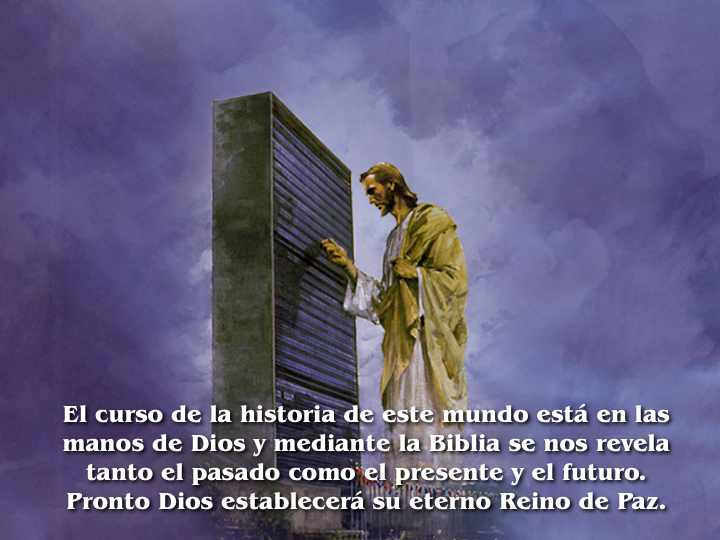 El curso de la historia de este mundo está en las
manos de Dios y mediante la Biblia se nos revela
tanto el pasado como el presente y el futuro.
Pronto Dios establecerá su eterno Reino de Paz.